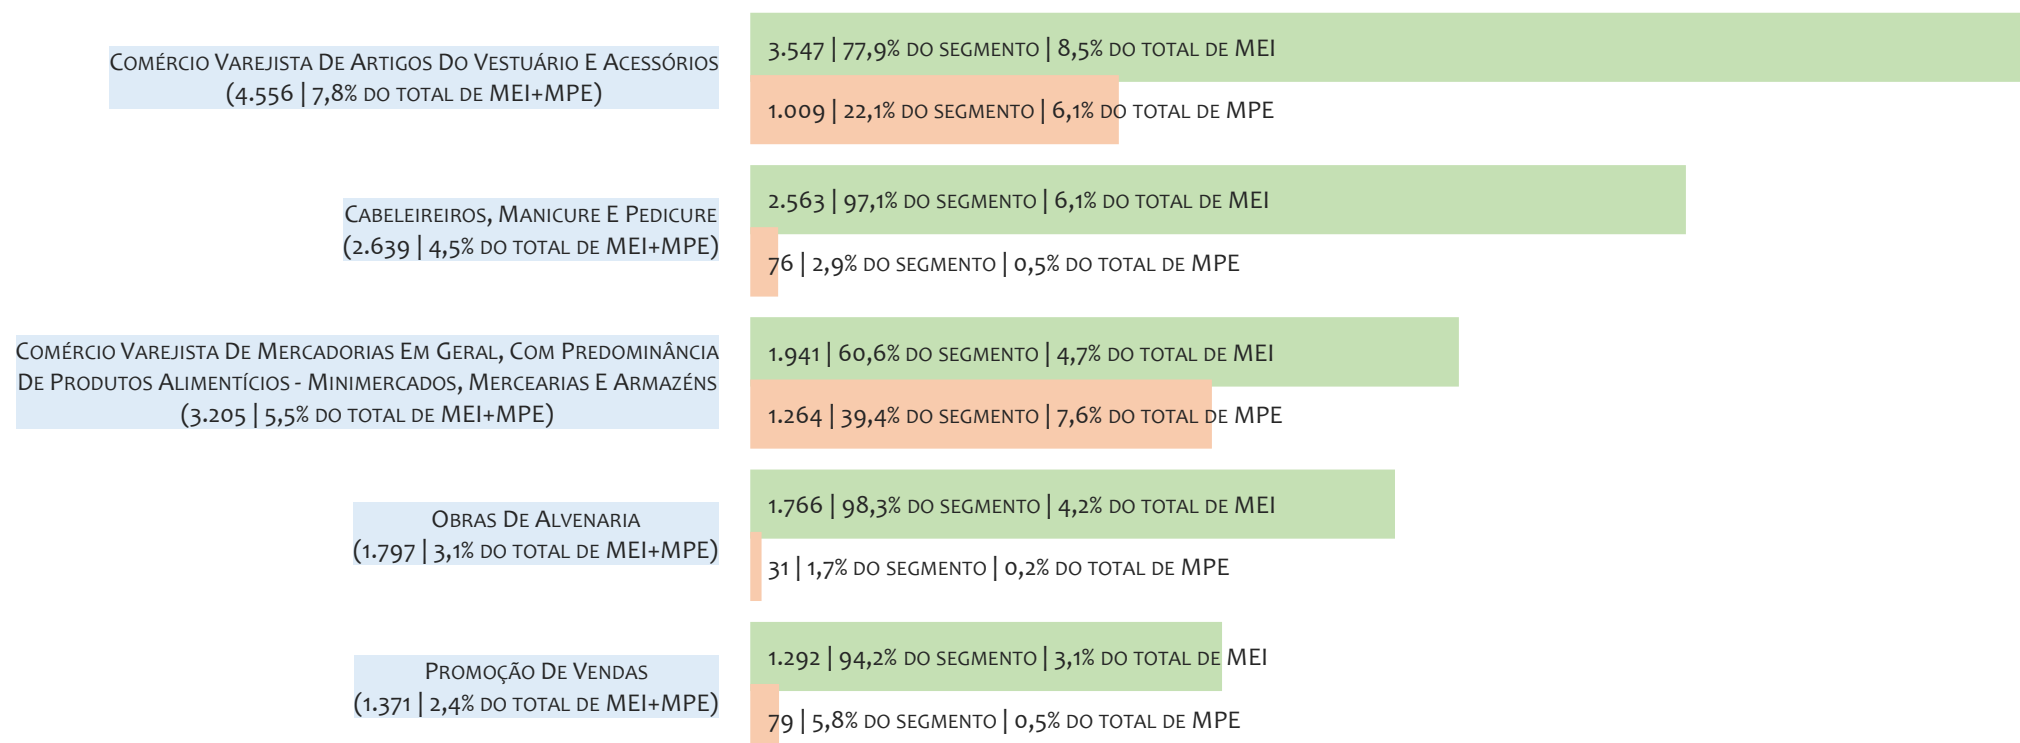 Comércio Varejista De Artigos Do Vestuário E Acessórios
(4.556 | 7,8% do total de MEI+MPE)
3.547 | 77,9% do segmento | 8,5% do total de MEI
1.009 | 22,1% do segmento | 6,1% do total de MPE
Cabeleireiros, Manicure E Pedicure
(2.639 | 4,5% do total de MEI+MPE)
2.563 | 97,1% do segmento | 6,1% do total de MEI
76 | 2,9% do segmento | 0,5% do total de MPE
Comércio Varejista De Mercadorias Em Geral, Com Predominância
De Produtos Alimentícios - Minimercados, Mercearias E Armazéns
(3.205 | 5,5% do total de MEI+MPE)
1.941 | 60,6% do segmento | 4,7% do total de MEI
1.264 | 39,4% do segmento | 7,6% do total de MPE
Obras De Alvenaria
(1.797 | 3,1% do total de MEI+MPE)
1.766 | 98,3% do segmento | 4,2% do total de MEI
31 | 1,7% do segmento | 0,2% do total de MPE
Promoção De Vendas
(1.371 | 2,4% do total de MEI+MPE)
1.292 | 94,2% do segmento | 3,1% do total de MEI
79 | 5,8% do segmento | 0,5% do total de MPE